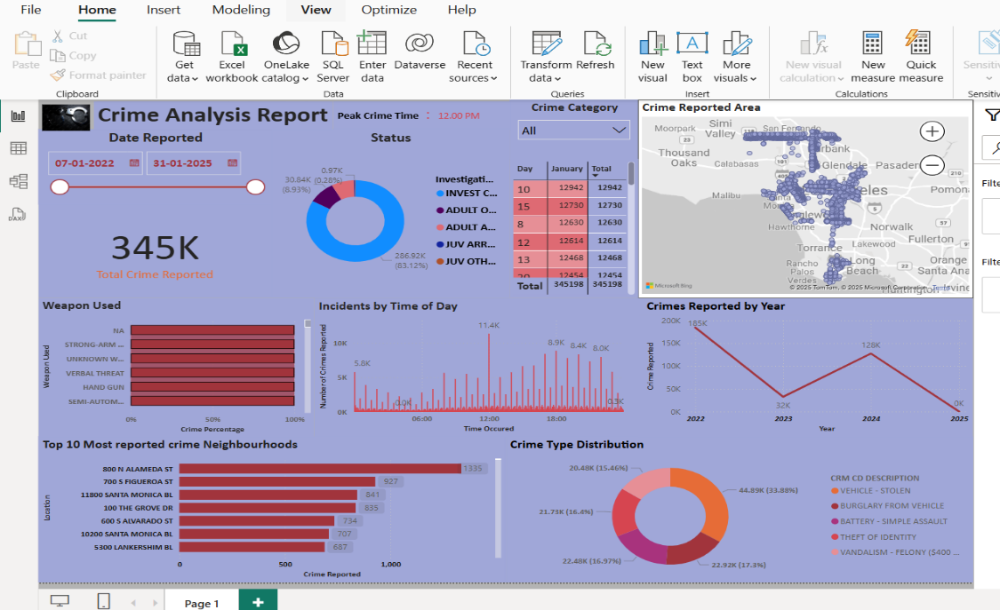 File Home Insert Modeling View Optimize Help
Paste
Cut
Copy
Format painter
Clipboard
Get data
Excel workbook
OneLake catalog
SQL Server
Enter data
Dataverse
Recent sources
Data
Transform data
Refresh
Queries
New visual
Text box
More visuals
Insert
New visual calculation
New measure
Quick measure
Calculations
Crime Analysis Report
Peak Crime Time : 12.00 PM
Date Reported
07-01-2022 31-01-2025
345K
Total Crime Reported
Status
0.97K
(0.28%)
30.84K
(8.93%)
286.92K
(83.12%)
Investigati...
INVEST C...
ADULT O...
ADULT A...
JUV ARR...
JUV OTH...
Crime Category
All
Day January Total
10 12942 12942
15 12730 12730
8 12630 12630
12 12614 12614
13 12468 12468
20 12454 12454
Total 345198 345198
Crime Reported Area
Moorpark
Simi Valley
118
San Fernando
23
Thousand Oaks
Calabasas
101
Glendale
Pasaden
210
Malibu
Pomon
Hawthorne
5
57
Norwalk
Fullerton
Torrance
Lakewood
Rancho Palos Verdes
Long Beach
22
Orange
Santa Ana
Microsoft Bing
© 2025 TomTom, © 2025 Microsoft Corporation Terms
Filte
Filte
Weapon Used
Weapon Used
NA
STRONG-ARM ...
UNKNOWN W...
VERBAL THREAT
HAND GUN
SEMI-AUTOM...
0% 50% 100%
Crime Percentage
Incidents by Time of Day
Number of Crimes Reported
10K
5K
0K
5.8K
0.0K
11.4K
8.9K
8.4K
8.0K
0.3K
06:00 12:00 18:00
Time Occured
Crimes Reported by Year
Crime Reported
200K
150K
100K
50K
0K
185K
32K
128K
0K
2022 2023 2024 2025
Year
Top 10 Most reported crime Neighbourhoods
Location
800 N ALAMEDA ST 1335
700 S FIGUEROA ST 927
11800 SANTA MONICA BL 841
100 THE GROVE DR 835
600 S ALVARADO ST 734
10200 SANTA MONICA BL 707
5300 LANKERSHIM BL 687
0 500 1,000
Crime Reported
Crime Type Distribution
20.48K (15.46%)
44.89K (33.88%)
21.73K (16.4%)
22.48K (16.97%)
22.92K (17.3%)
CRM CD DESCRIPTION
VEHICLE - STOLEN
BURGLARY FROM VEHICLE
BATTERY - SIMPLE ASSAULT
THEFT OF IDENTITY
VANDALISM - FELONY ($400 ...
Page 1